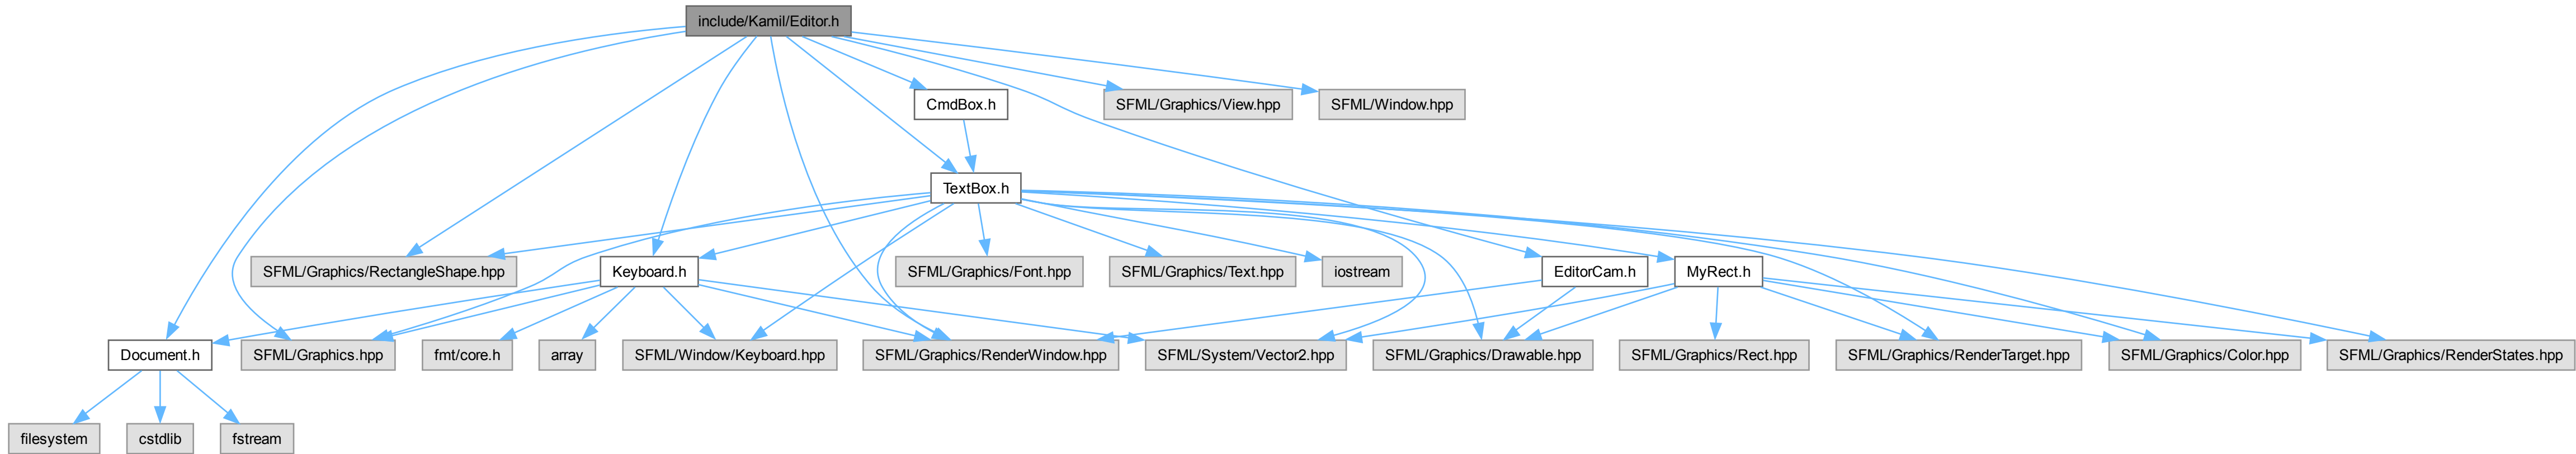 include/Kamil/Editor.h
CmdBox.h
SFML/Graphics/View.hpp
SFML/Window.hpp
TextBox.h
SFML/Graphics/RectangleShape.hpp
Keyboard.h
SFML/Graphics/Font.hpp
SFML/Graphics/Text.hpp
iostream
EditorCam.h
MyRect.h
Document.h
SFML/Graphics.hpp
fmt/core.h
array
SFML/Window/Keyboard.hpp
SFML/Graphics/RenderWindow.hpp
SFML/System/Vector2.hpp
SFML/Graphics/Drawable.hpp
SFML/Graphics/Rect.hpp
SFML/Graphics/RenderTarget.hpp
SFML/Graphics/Color.hpp
SFML/Graphics/RenderStates.hpp
filesystem
cstdlib
fstream